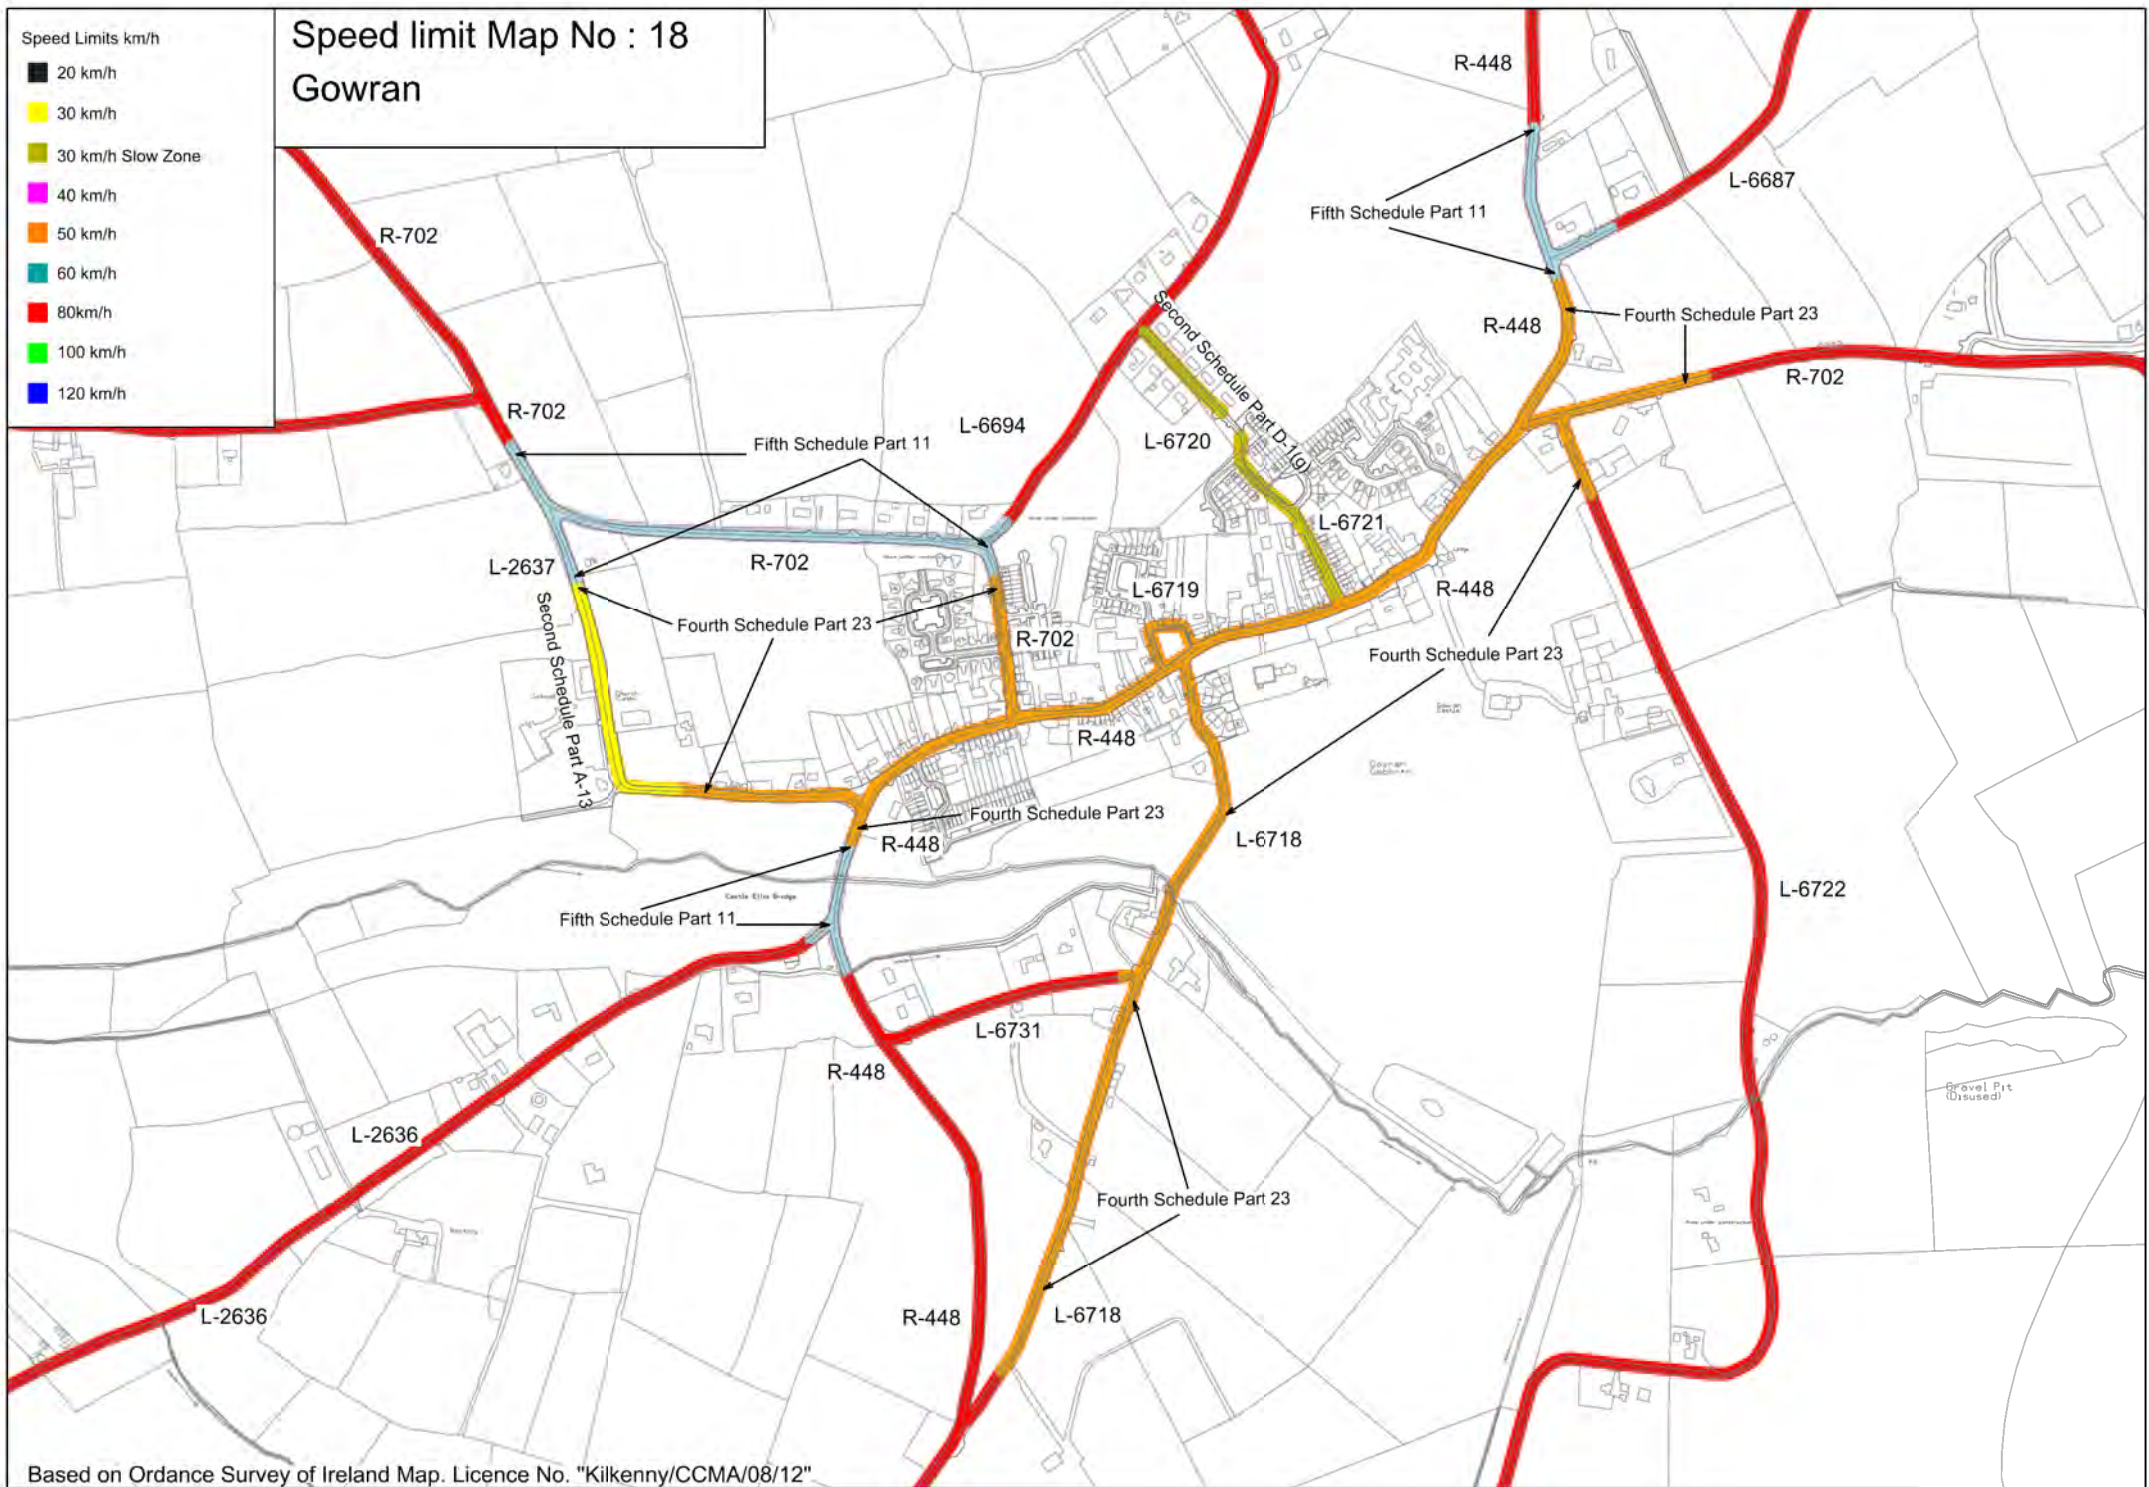 Speed limit Map No : 18
Gowran
Speed Limits km/h
20 km/h
30 km/h
30 km/h Slow Zone
40 km/h
50 km/h
60 km/h
80km/h
100 km/h
120 km/h
R-448
L-6687
Fifth Schedule Part 11
R-702
R-448
Fourth Schedule Part 23
R-702
Second Schedule Part D-1(g)
R-702
L-6694
L-6720
Fifth Schedule Part 11
L-6721
R-702
L-2637
L-6719
R-448
Second Schedule Part A-13
Fourth Schedule Part 23
R-702
Fourth Schedule Part 23
R-448
Fourth Schedule Part 23
R-448
L-6718
L-6722
Castle Ellis Bridge
Fifth Schedule Part 11
L-6731
R-448
Gravel Pit
(Disused)
L-2636
Fourth Schedule Part 23
L-2636
R-448
L-6718
Based on Ordance Survey of Ireland Map. Licence No. "Kilkenny/CCMA/08/12"